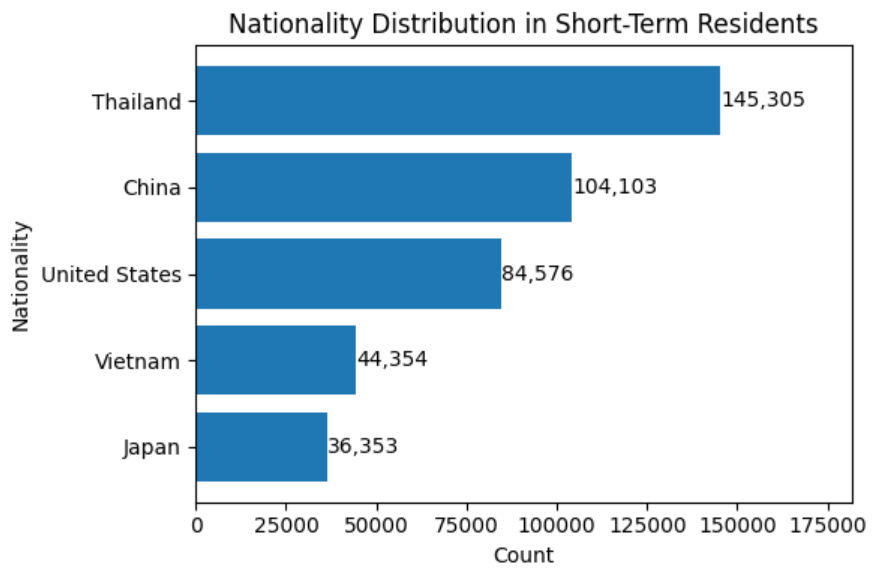 Nationality Distribution in Short-Term Residents
Nationality
Thailand 145,305
China 104,103
United States 84,576
Vietnam 44,354
Japan 36,353
0 25000 50000 75000 100000 125000 150000 175000
Count